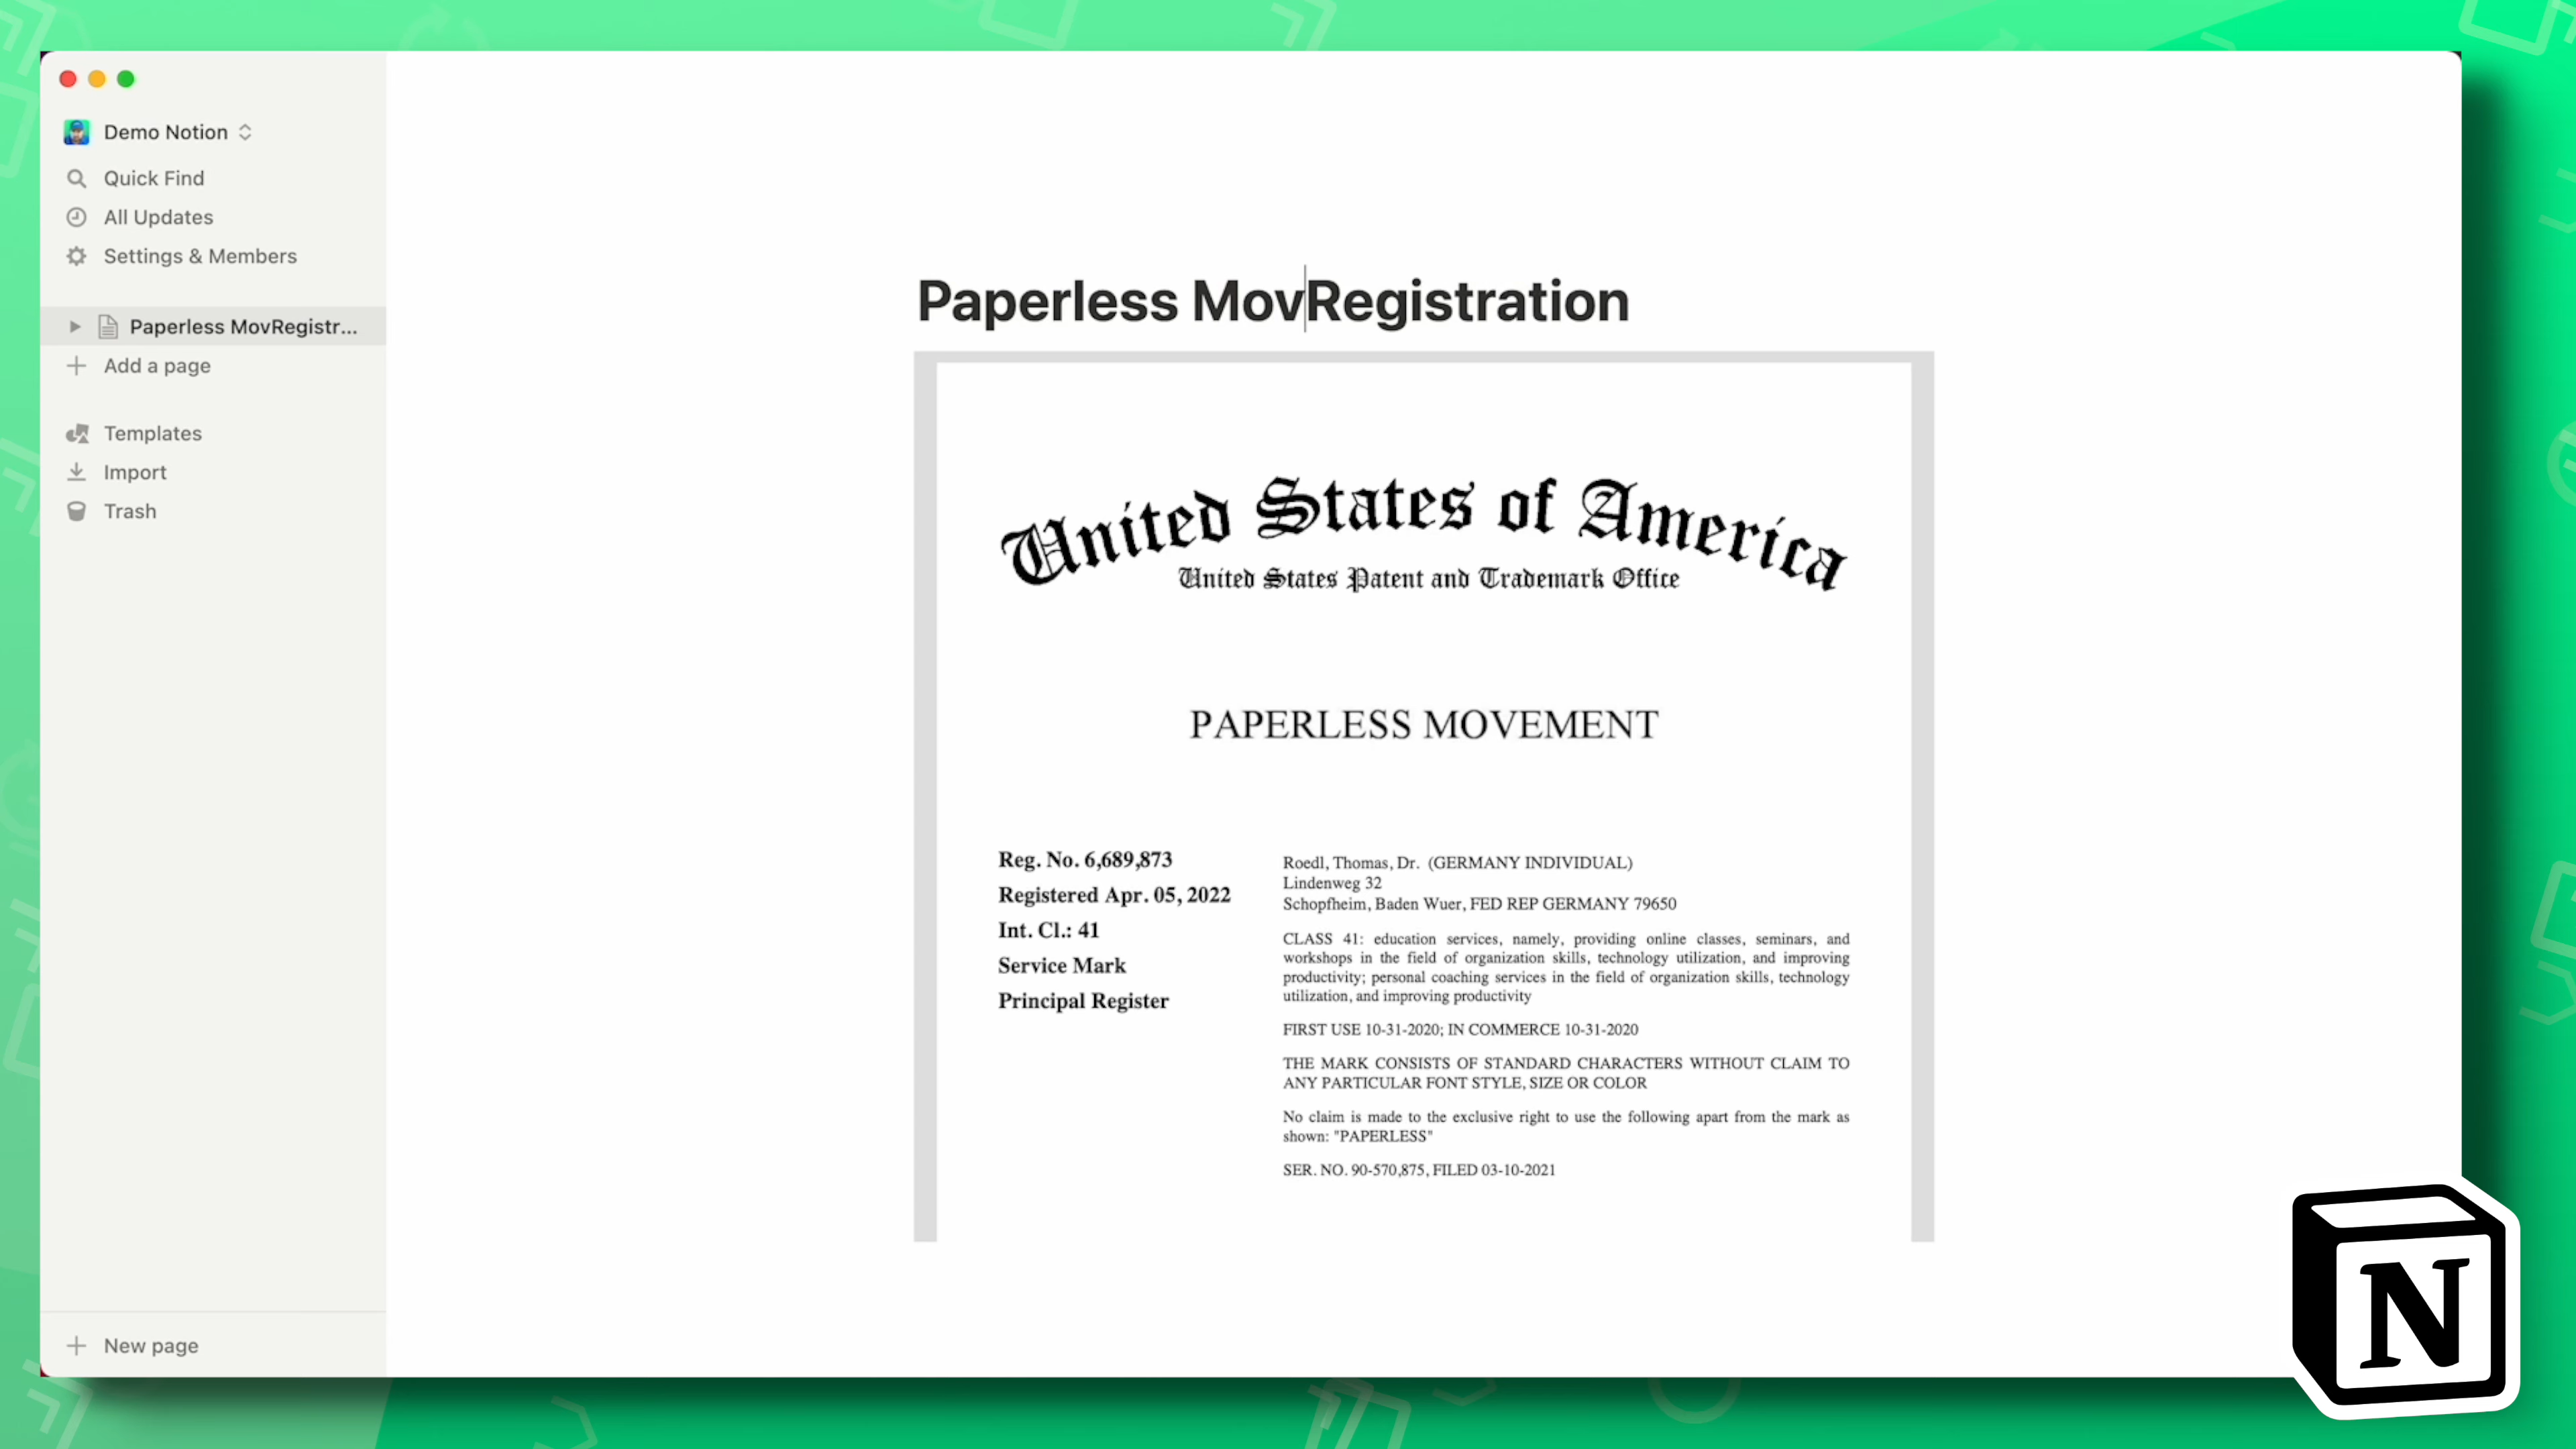 Demo Notion
Quick Find
All Updates
Settings & Members
Paperless MovRegistr...
Add a page
Templates
Import
Trash
New page
Paperless MovRegistration
United States of America
United States Patent and Trademark Office
PAPERLESS MOVEMENT
Reg. No. 6,689,873
Registered Apr. 05, 2022
Int. Cl.: 41
Service Mark
Principal Register
Roedl, Thomas, Dr. (GERMANY INDIVIDUAL)
Lindenweg 32
Schopfheim, Baden Wuer, FED REP GERMANY 79650
CLASS 41: education services, namely, providing online classes, seminars, and
workshops in the field of organization skills, technology utilization, and improving
productivity; personal coaching services in the field of organization skills, technology
utilization, and improving productivity
FIRST USE 10-31-2020; IN COMMERCE 10-31-2020
THE MARK CONSISTS OF STANDARD CHARACTERS WITHOUT CLAIM TO
ANY PARTICULAR FONT STYLE, SIZE OR COLOR
No claim is made to the exclusive right to use the following apart from the mark as
shown: "PAPERLESS"
SER. NO. 90-570,875, FILED 03-10-2021
N